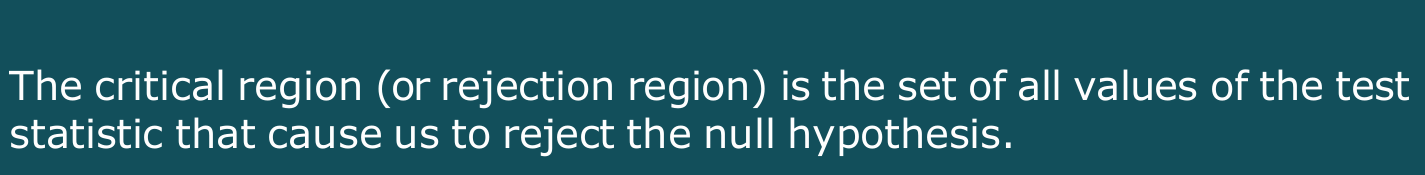 The critical region (or rejection region) is the set of all values of the test
statistic that cause us to reject the null hypothesis.